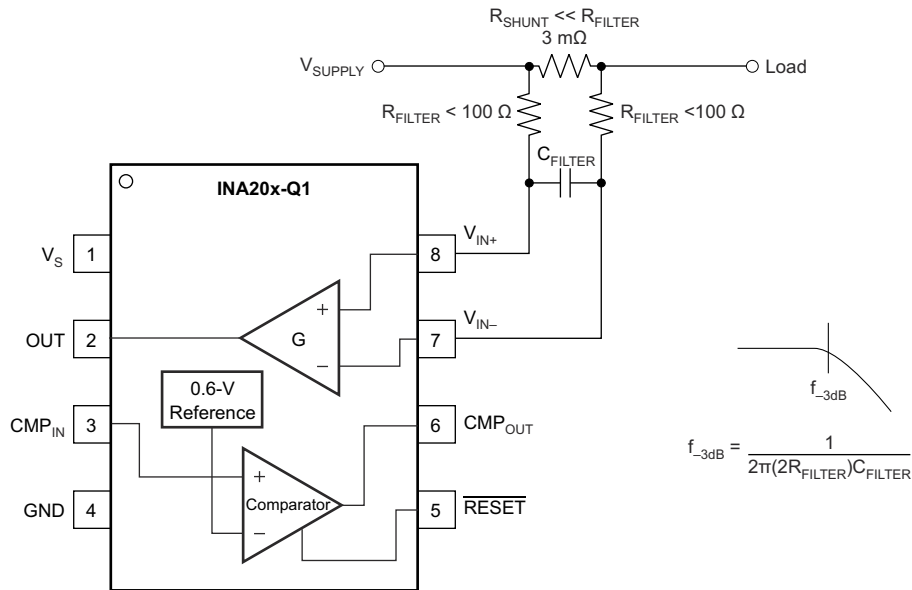 R_SHUNT << R_FILTER
3 mΩ
V_SUPPLY
Load
R_FILTER < 100 Ω
R_FILTER <100 Ω
C_FILTER
INA20x-Q1
V_S
1
8
V_IN+
OUT
2
G
+
–
7
V_IN–
0.6-V
Reference
CMP_IN
3
6
CMP_OUT
+
Comparator
–
GND
4
5
RESET
f_–3dB
f_–3dB = 1 / 2π(2R_FILTER)C_FILTER